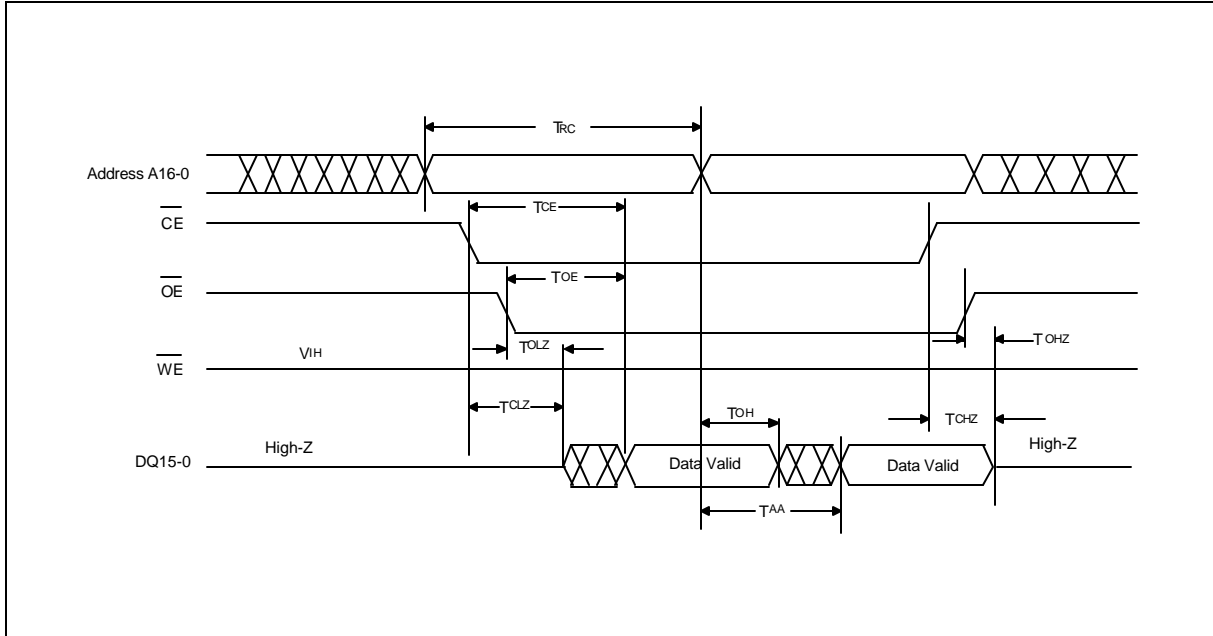 TRC
Address A16-0
TCE
CE
TOE
OE
TOLZ
TOHZ
VIH
WE
TCLZ
TOH
TCHZ
High-Z
High-Z
DQ15-0
Data Valid
Data Valid
TAA